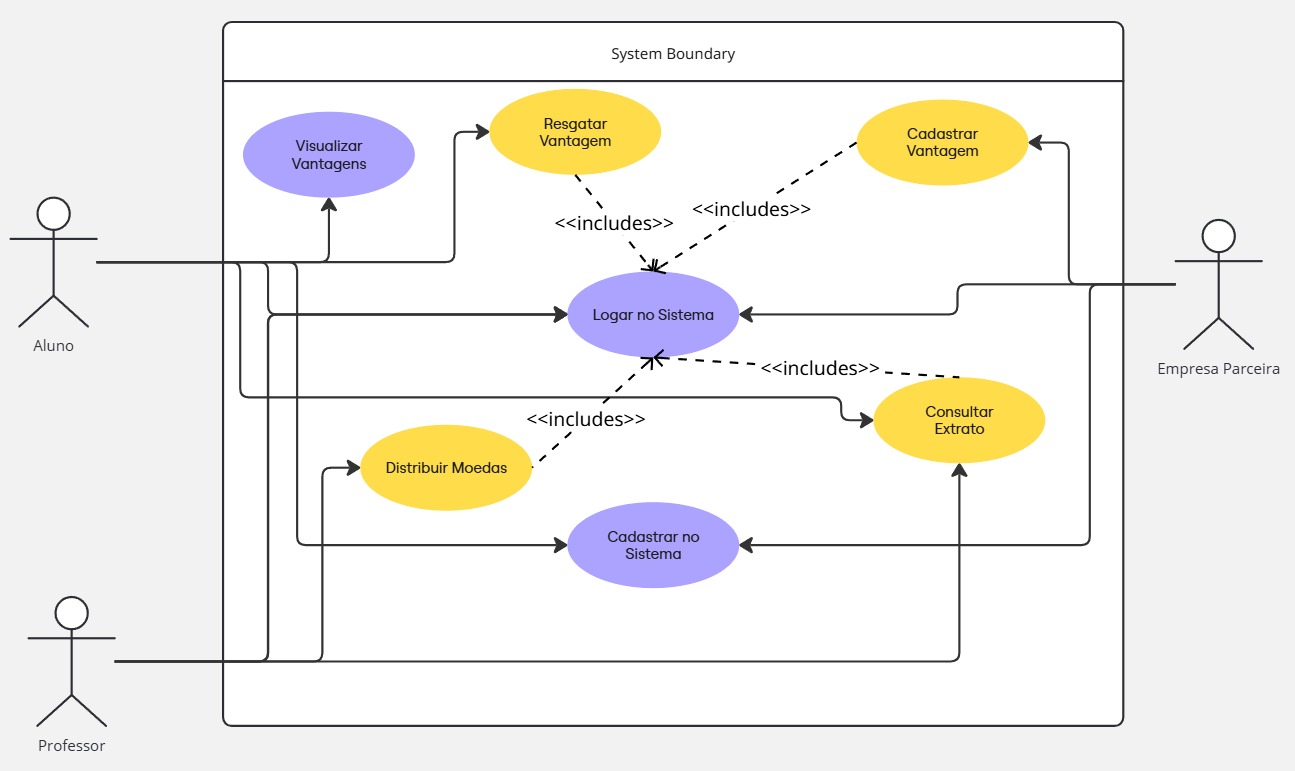 System Boundary
Visualizar
Vantagens
Resgatar
Vantagem
Cadastrar
Vantagem
<<includes>>
<<includes>>
Logar no Sistema
Aluno
Empresa Parceira
<<includes>>
<<includes>>
Consultar
Extrato
Distribuir Moedas
Cadastrar no
Sistema
Professor